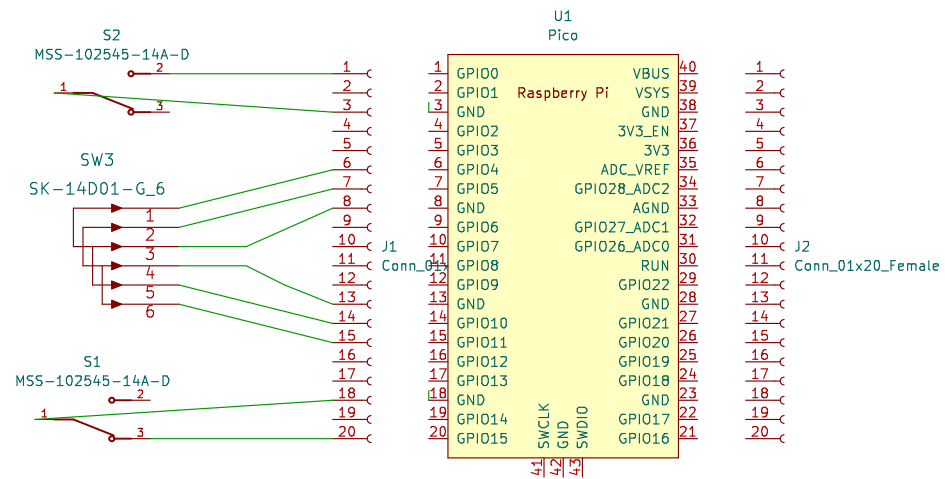 U1
Pico
S2
MSS-102545-14A-D
2
1
3
SW3
SK-14D01-G_6
1
2
3
4
5
6
S1
MSS-102545-14A-D
2
1
3
1
2
3
4
5
6
7
8
9
10
11
12
13
14
15
16
17
18
19
20
J1
Conn_01x
Raspberry Pi
1 GPIO0 VBUS 40
2 GPIO1 VSYS 39
3 GND GND 38
4 GPIO2 3V3_EN 37
5 GPIO3 3V3 36
6 GPIO4 ADC_VREF 35
7 GPIO5 GPIO28_ADC2 34
8 GND AGND 33
9 GPIO6 GPIO27_ADC1 32
10 GPIO7 GPIO26_ADC0 31
11 GPIO8 RUN 30
12 GPIO9 GPIO22 29
13 GND GND 28
14 GPIO10 GPIO21 27
15 GPIO11 GPIO20 26
16 GPIO12 GPIO19 25
17 GPIO13 GPIO18 24
18 GND GND 23
19 GPIO14 GPIO17 22
20 GPIO15 GPIO16 21
SWCLK GND SWDIO
41 42 43
1
2
3
4
5
6
7
8
9
10
11
12
13
14
15
16
17
18
19
20
J2
Conn_01x20_Female